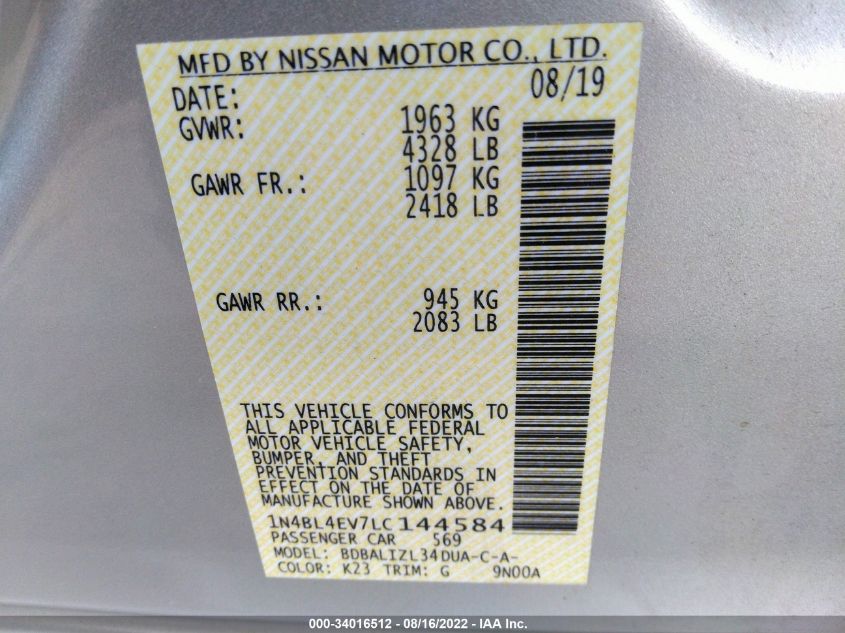 MFD BY NISSAN MOTOR CO., LTD.
DATE: 08/19
GVWR: 1963 KG
4328 LB
GAWR FR.: 1097 KG
2418 LB
GAWR RR.: 945 KG
2083 LB
THIS VEHICLE CONFORMS TO
ALL APPLICABLE FEDERAL
MOTOR VEHICLE SAFETY,
BUMPER, AND THEFT
PREVENTION STANDARDS IN
EFFECT ON THE DATE OF
MANUFACTURE SHOWN ABOVE.
1N4BL4EV7LC144584
PASSENGER CAR 569
MODEL: BDBALIZL34DUA-C-A-
COLOR: K23 TRIM: G 9N00A
000-34016512 - 08/16/2022 - IAA Inc.